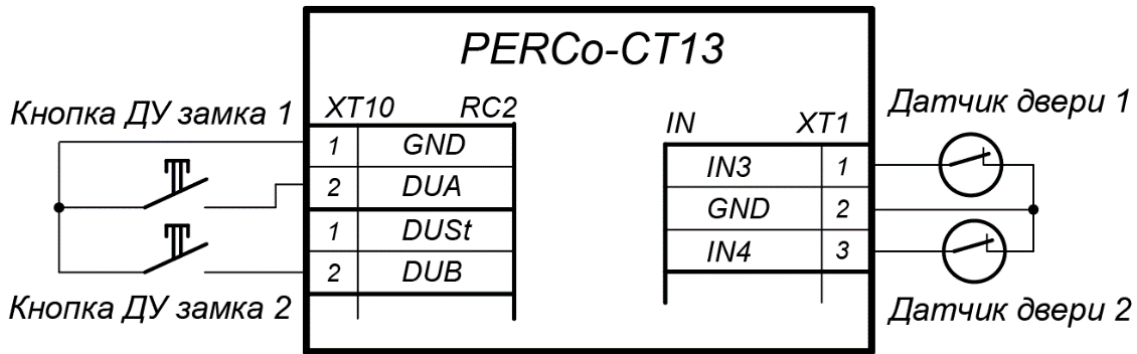 PERCo-CT13
Кнопка ДУ замка 1
XT10 RC2
1 GND
2 DUA
1 DUSt
2 DUB
Кнопка ДУ замка 2
IN XT1
IN3 1
GND 2
IN4 3
Датчик двери 1
Датчик двери 2